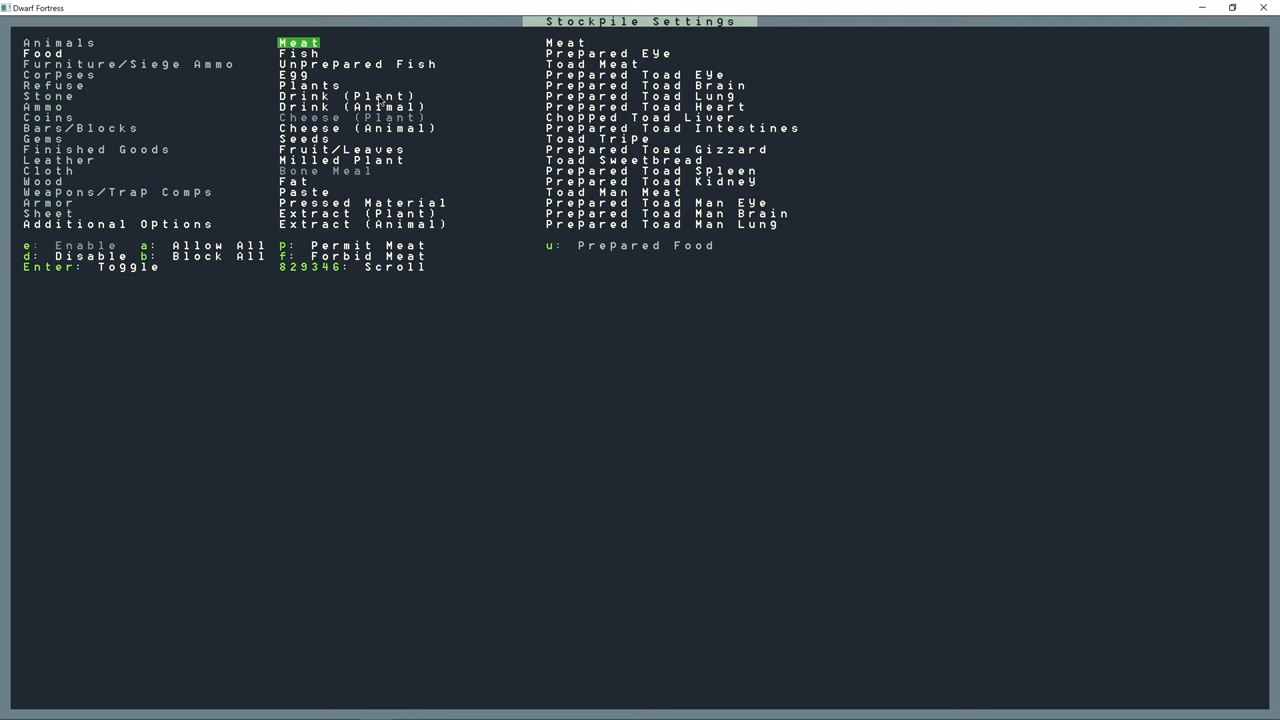 Dwarf Fortress
Stockpile Settings
Animals Meat Meat
Food Fish Prepared Eye
Furniture/Siege Ammo Unprepared Fish Toad Meat
Corpses Egg Prepared Toad Eye
Refuse Plants Prepared Toad Brain
Stone Drink (Plant) Prepared Toad Lung
Ammo Drink (Animal) Prepared Toad Heart
Coins Cheese (Plant) Chopped Toad Liver
Bars/Blocks Cheese (Animal) Prepared Toad Intestines
Gems Seeds Toad Tripe
Finished Goods Fruit/Leaves Prepared Toad Gizzard
Leather Milled Plant Toad Sweetbread
Cloth Bone Meal Prepared Toad Spleen
Wood Fat Prepared Toad Kidney
Weapons/Trap Comps Paste Toad Man Meat
Armor Pressed Material Prepared Toad Man Eye
Sheet Extract (Plant) Prepared Toad Man Brain
Additional Options Extract (Animal) Prepared Toad Man Lung
e: Enable a: Allow All p: Permit Meat u: Prepared Food
d: Disable b: Block All f: Forbid Meat
Enter: Toggle 829346: Scroll